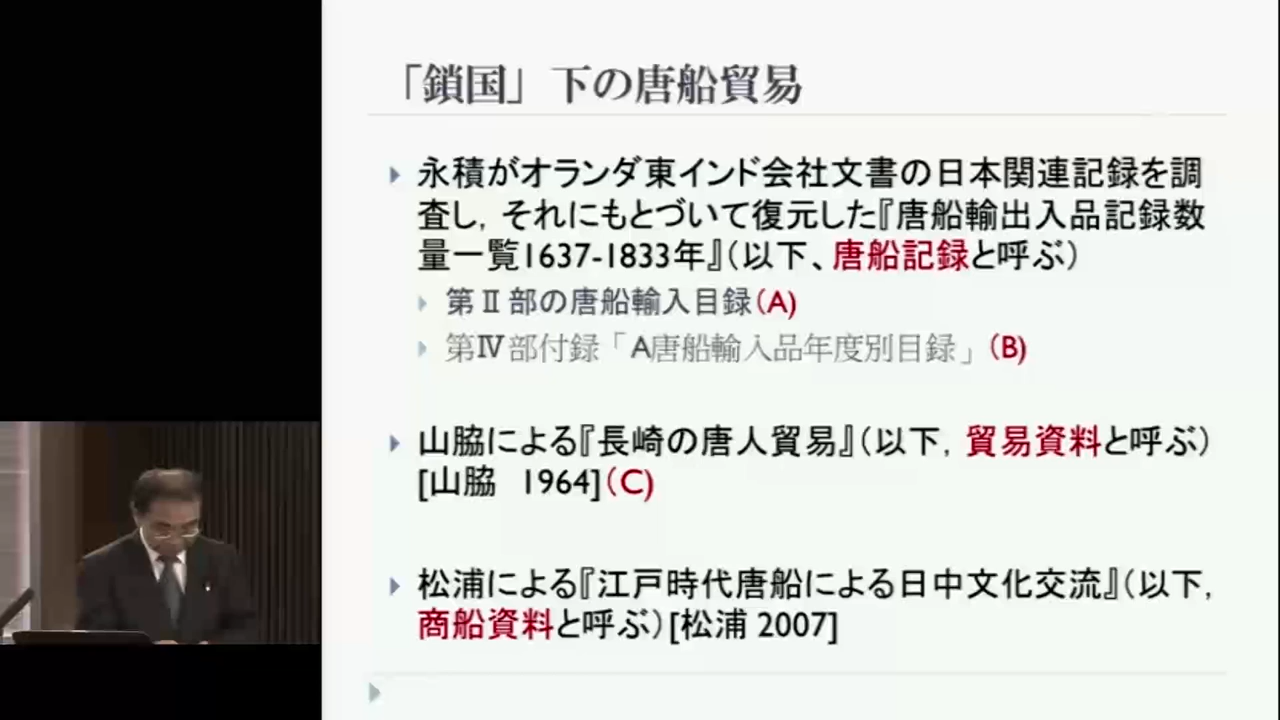 「鎖国」下の唐船貿易
永積がオランダ東インド会社文書の日本関連記録を調
査し，それにもとづいて復元した『唐船輸出入品記録数
量一覧1637-1833年』（以下、唐船記録と呼ぶ）
第Ⅱ部の唐船輸入目録（A）
第Ⅳ部付録「A唐船輸入品年度別目録」（B）
山脇による『長崎の唐人貿易』（以下，貿易資料と呼ぶ）
[山脇　1964]（C）
松浦による『江戸時代唐船による日中文化交流』（以下，
商船資料と呼ぶ）[松浦 2007]